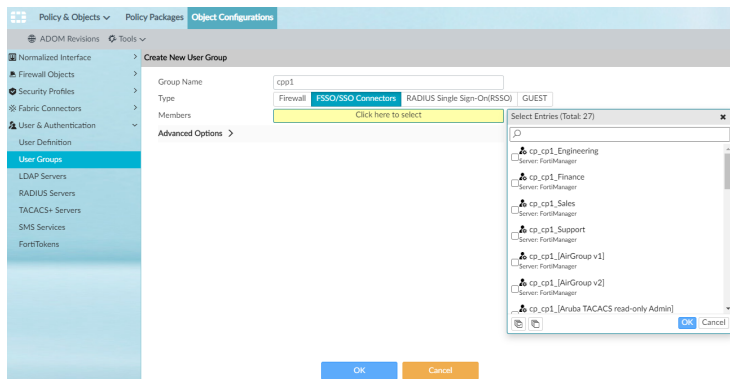 Policy & Objects
Policy Packages
Object Configurations
ADOM Revisions
Tools
Normalized Interface
Firewall Objects
Security Profiles
Fabric Connectors
User & Authentication
User Definition
User Groups
LDAP Servers
RADIUS Servers
TACACS+ Servers
SMS Services
FortiTokens
Create New User Group
Group Name
cpp1
Type
Firewall
FSSO/SSO Connectors
RADIUS Single Sign-On(RSSO)
GUEST
Members
Click here to select
Advanced Options >
Select Entries (Total: 27)
cp_cp1_Engineering
Server: FortiManager
cp_cp1_Finance
Server: FortiManager
cp_cp1_Sales
Server: FortiManager
cp_cp1_Support
Server: FortiManager
cp_cp1_[AirGroup v1]
Server: FortiManager
cp_cp1_[AirGroup v2]
Server: FortiManager
cp_cp1_[Aruba TACACS read-only Admin]
OK
Cancel
OK
Cancel